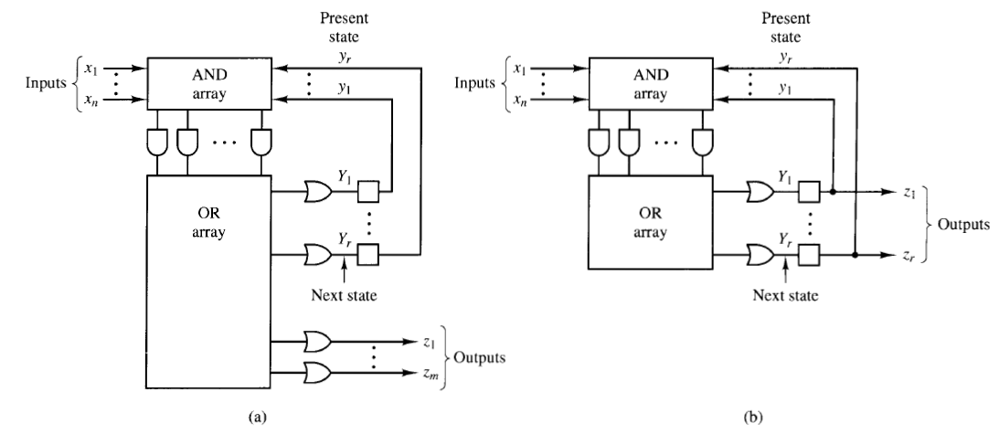 Present
state
Inputs
x1
xn
AND
array
yr
y1
OR
array
Y1
Yr
Next state
z1
zm
Outputs
(a)
Present
state
Inputs
x1
xn
AND
array
yr
y1
OR
array
Y1
Yr
Next state
z1
zr
Outputs
(b)